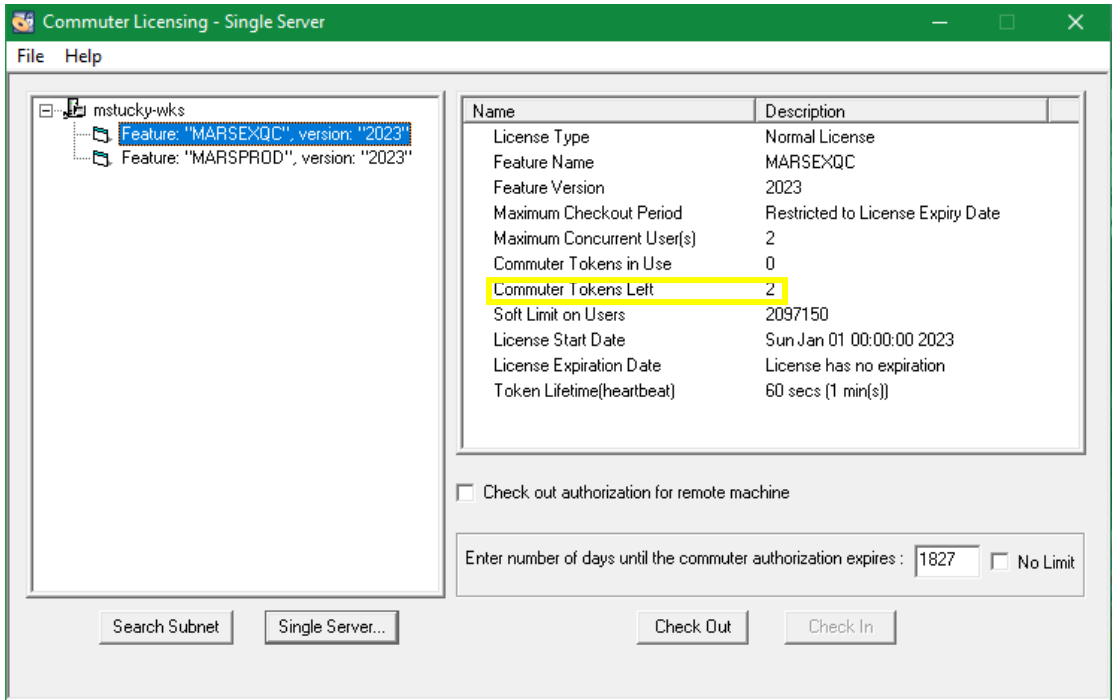 Commuter Licensing - Single Server
File Help
mstucky-wks
Feature: "MARSEXQC", version: "2023"
Feature: "MARSPROD", version: "2023"
Name Description
License Type Normal License
Feature Name MARSEXQC
Feature Version 2023
Maximum Checkout Period Restricted to License Expiry Date
Maximum Concurrent User(s) 2
Commuter Tokens in Use 0
Commuter Tokens Left 2
Soft Limit on Users 2097150
License Start Date Sun Jan 01 00:00:00 2023
License Expiration Date License has no expiration
Token Lifetime(heartbeat) 60 secs (1 min(s))
Check out authorization for remote machine
Enter number of days until the commuter authorization expires : 1827 No Limit
Search Subnet Single Server... Check Out Check In